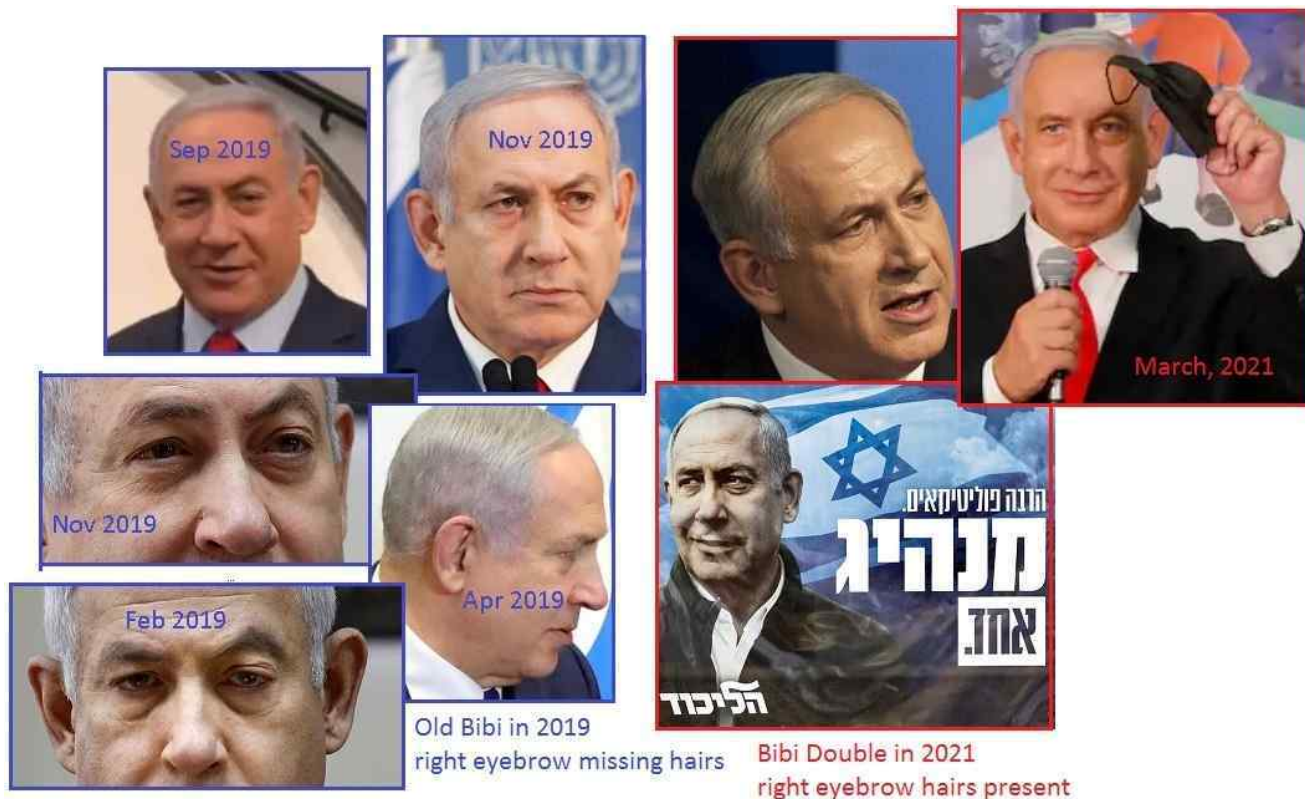 Sep 2019
Nov 2019
March, 2021
Nov 2019
Apr 2019
Feb 2019
הרבה פוליטיקאים.
מנהיג
אחד.
הליכוד
Old Bibi in 2019
right eyebrow missing hairs
Bibi Double in 2021
right eyebrow hairs present